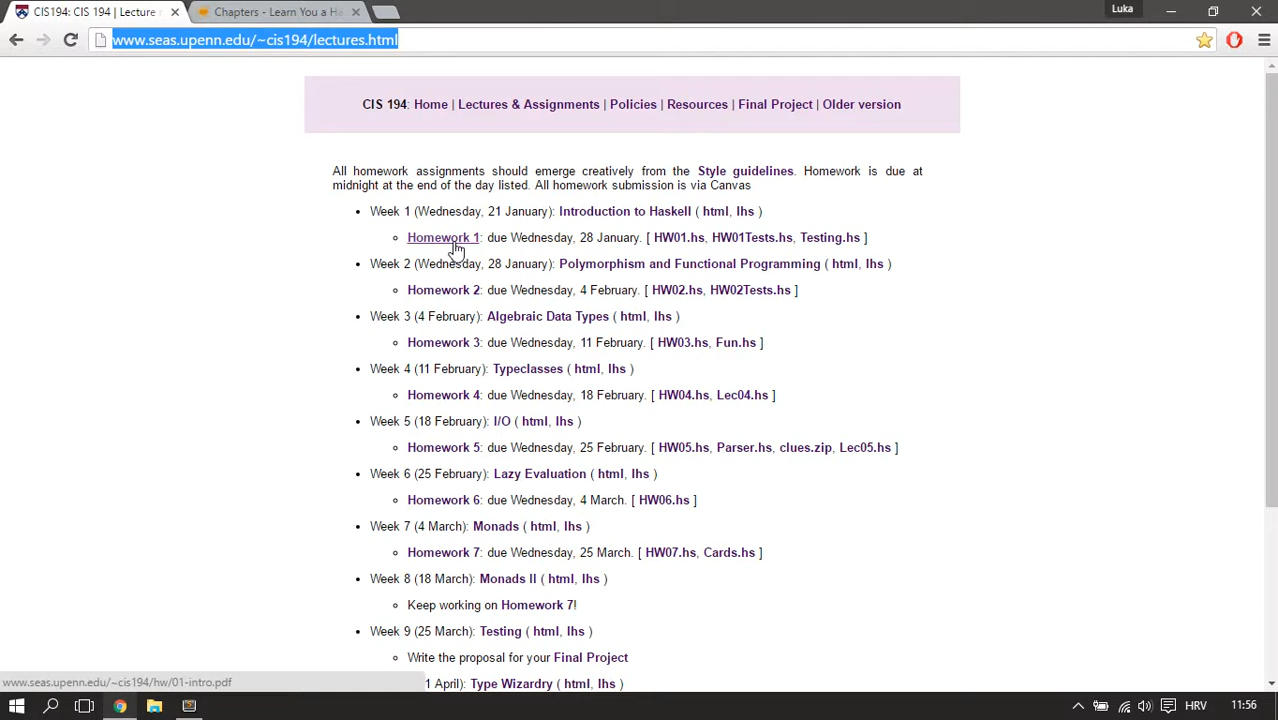 CIS194: CIS 194 | Lecture n
Chapters - Learn You a Ha
Luka
www.seas.upenn.edu/~cis194/lectures.html
CIS 194: Home | Lectures & Assignments | Policies | Resources | Final Project | Older version
All homework assignments should emerge creatively from the Style guidelines. Homework is due at
midnight at the end of the day listed. All homework submission is via Canvas
• Week 1 (Wednesday, 21 January): Introduction to Haskell ( html, lhs )
Homework 1: due Wednesday, 28 January. [ HW01.hs, HW01Tests.hs, Testing.hs ]
• Week 2 (Wednesday, 28 January): Polymorphism and Functional Programming ( html, lhs )
Homework 2: due Wednesday, 4 February. [ HW02.hs, HW02Tests.hs ]
• Week 3 (4 February): Algebraic Data Types ( html, lhs )
Homework 3: due Wednesday, 11 February. [ HW03.hs, Fun.hs ]
• Week 4 (11 February): Typeclasses ( html, lhs )
Homework 4: due Wednesday, 18 February. [ HW04.hs, Lec04.hs ]
• Week 5 (18 February): I/O ( html, lhs )
Homework 5: due Wednesday, 25 February. [ HW05.hs, Parser.hs, clues.zip, Lec05.hs ]
• Week 6 (25 February): Lazy Evaluation ( html, lhs )
Homework 6: due Wednesday, 4 March. [ HW06.hs ]
• Week 7 (4 March): Monads ( html, lhs )
Homework 7: due Wednesday, 25 March. [ HW07.hs, Cards.hs ]
• Week 8 (18 March): Monads II ( html, lhs )
Keep working on Homework 7!
• Week 9 (25 March): Testing ( html, lhs )
Write the proposal for your Final Project
1 April): Type Wizardry ( html, lhs )
www.seas.upenn.edu/~cis194/hw/01-intro.pdf
HRV
11:56